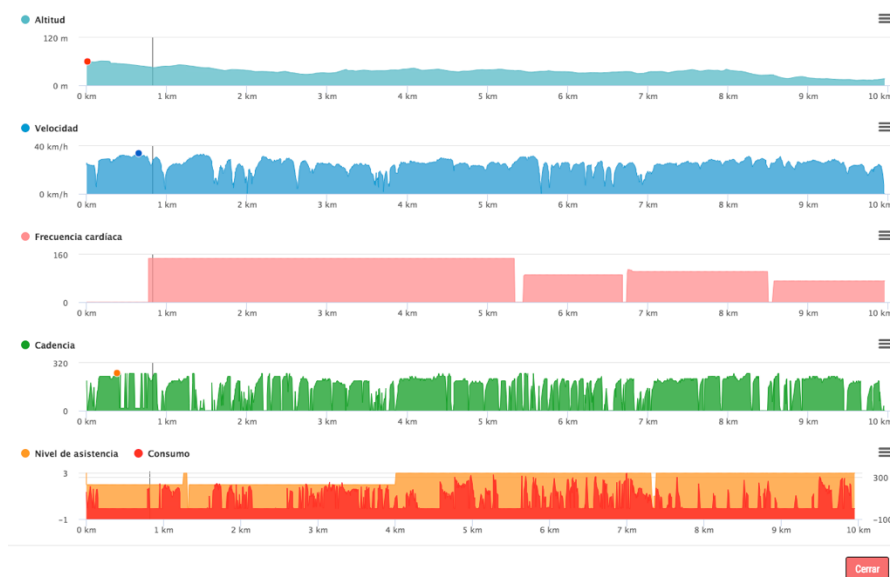 Altitud
120 m
0 m
0 km 1 km 2 km 3 km 4 km 5 km 6 km 7 km 8 km 9 km 10 km
Velocidad
40 km/h
0 km/h
0 km 1 km 2 km 3 km 4 km 5 km 6 km 7 km 8 km 9 km 10 km
Frecuencia cardíaca
160
0
0 km 1 km 2 km 3 km 4 km 5 km 6 km 7 km 8 km 9 km 10 km
Cadencia
320
0
0 km 1 km 2 km 3 km 4 km 5 km 6 km 7 km 8 km 9 km 10 km
Nivel de asistencia Consumo
3 300
-1 -100
0 km 1 km 2 km 3 km 4 km 5 km 6 km 7 km 8 km 9 km 10 km
Cerrar